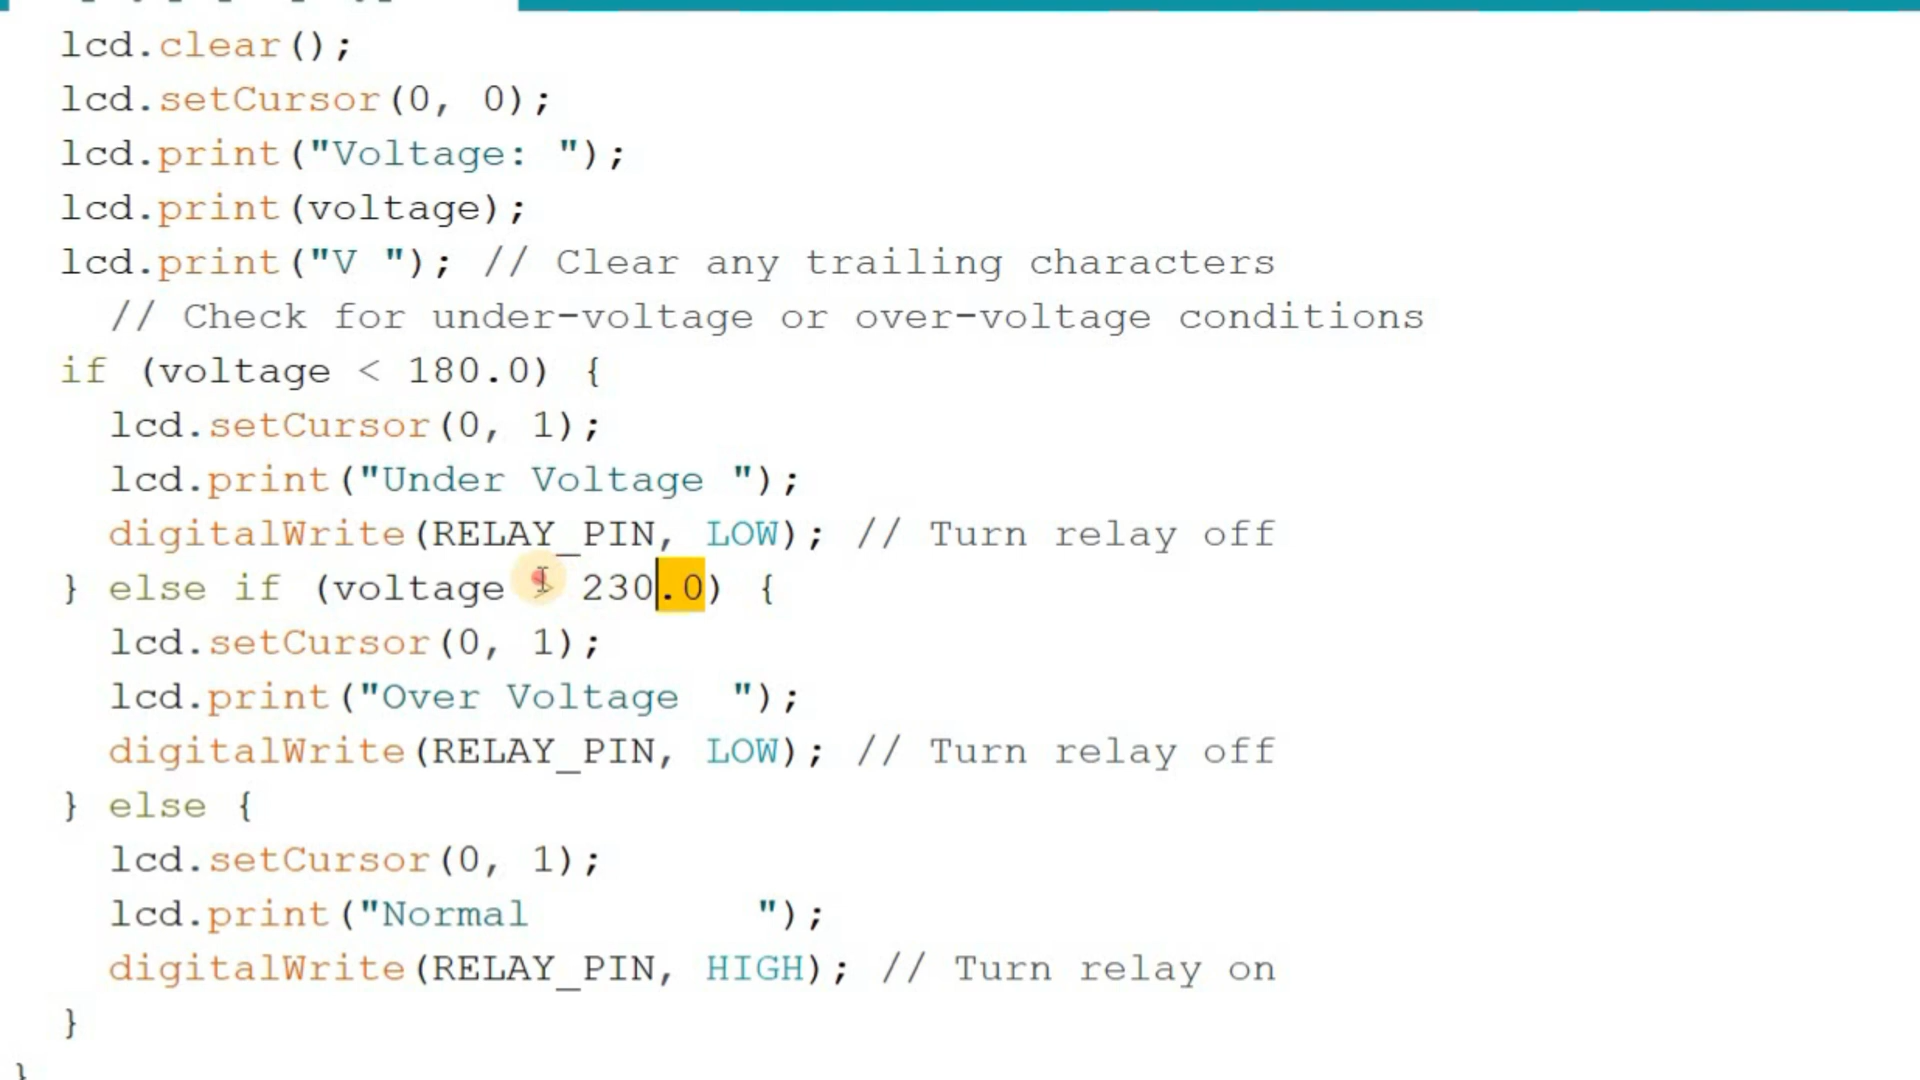 lcd.clear();
lcd.setCursor(0, 0);
lcd.print("Voltage: ");
lcd.print(voltage);
lcd.print("V "); // Clear any trailing characters
// Check for under-voltage or over-voltage conditions
if (voltage < 180.0) {
lcd.setCursor(0, 1);
lcd.print("Under Voltage ");
digitalWrite(RELAY_PIN, LOW); // Turn relay off
} else if (voltage > 230.0) {
lcd.setCursor(0, 1);
lcd.print("Over Voltage  ");
digitalWrite(RELAY_PIN, LOW); // Turn relay off
} else {
lcd.setCursor(0, 1);
lcd.print("Normal         ");
digitalWrite(RELAY_PIN, HIGH); // Turn relay on
}
}